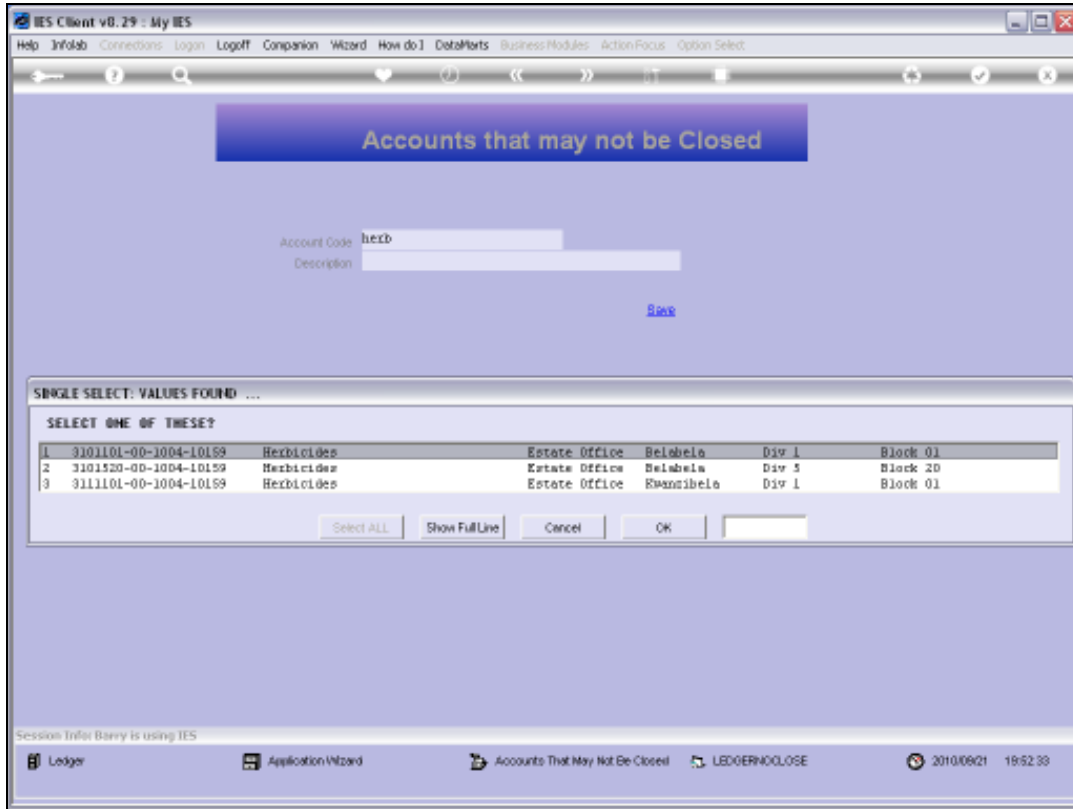 IES Client v8.29 : My IES
Help Infolab Connections Logon Logoff Companion Wizard How do I DataMarts Business Modules Action Focus Option Select
Accounts that may not be Closed
Account Code herb
Description
Save
SINGLE SELECT: VALUES FOUND ...
SELECT ONE OF THESE?
1 3101101-00-1004-10159 Herbicides Estate Office Belabela Div 1 Block 01
2 3101520-00-1004-10159 Herbicides Estate Office Belabela Div 5 Block 20
3 3111101-00-1004-10159 Herbicides Estate Office Kwanzibela Div 1 Block 01
Select ALL Show Full Line Cancel OK
Session Info: Barry is using IES
Ledger Application Wizard Accounts That May Not Be Closed LEDGERNOCLOSE 2010/09/21 19:52:33